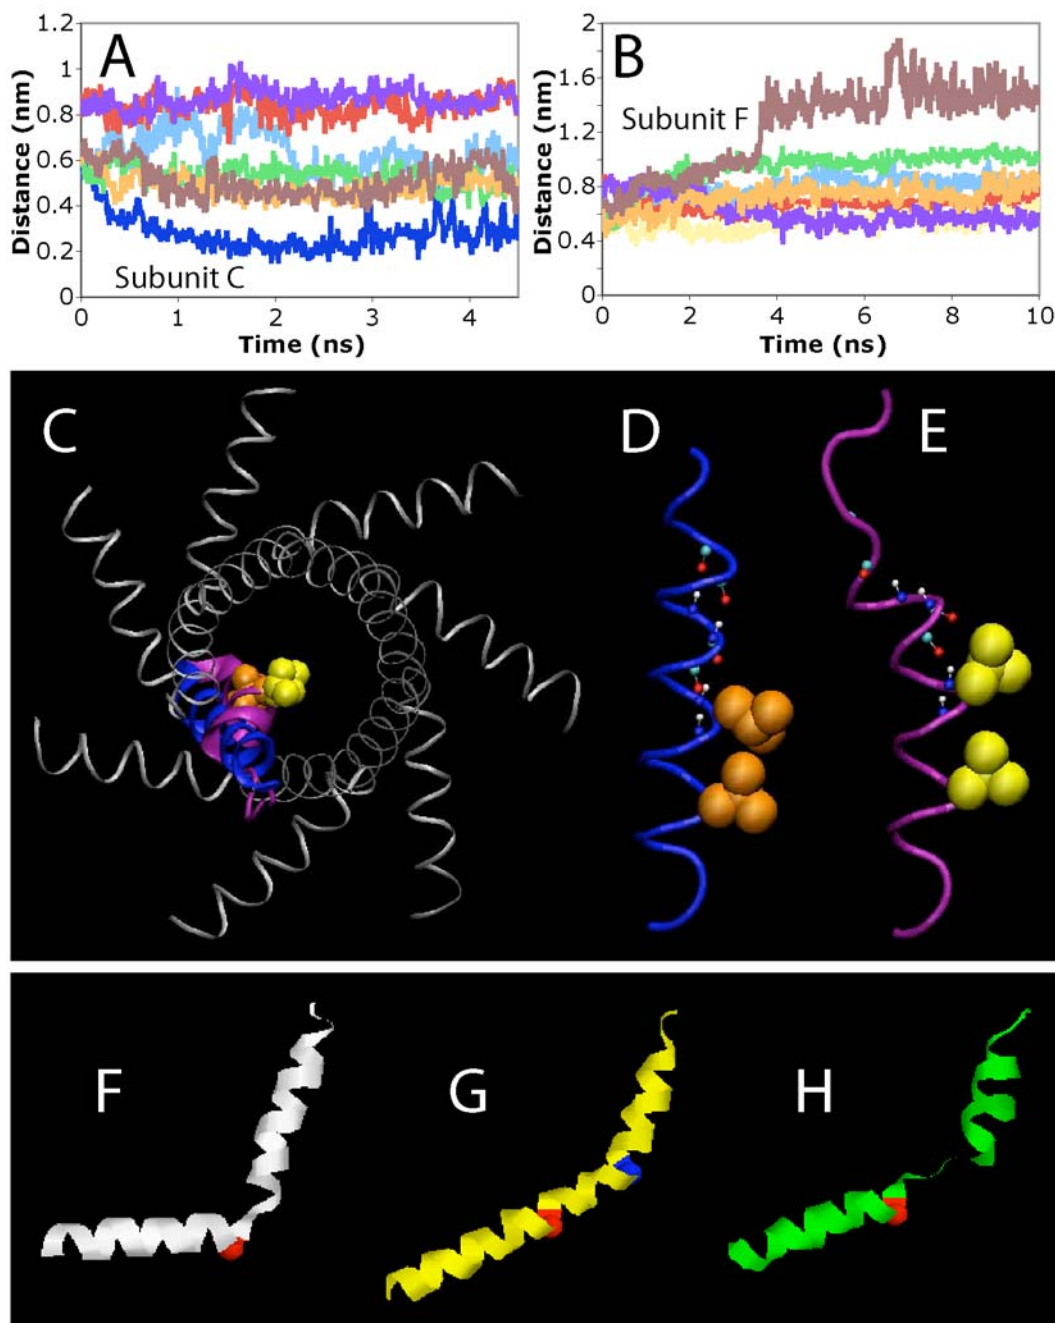 A
Distance (nm)
1.2
1
0.8
0.6
0.4
0.2
0
Subunit C
0 1 2 3 4
Time (ns)
B
Distance (nm)
2
1.6
1.2
0.8
0.4
0
Subunit F
0 2 4 6 8 10
Time (ns)
C
D
E
F
G
H